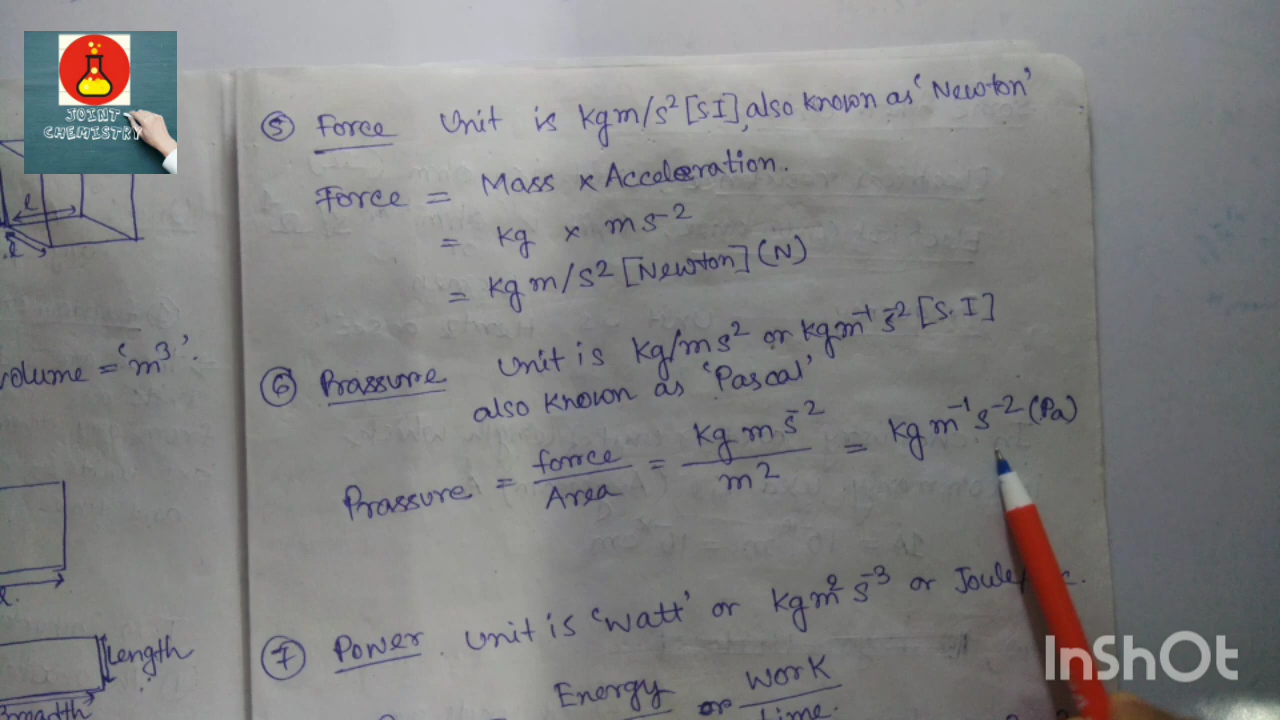 JOINT
CHEMISTRY
⑤ Force Unit is kgm/s² [SI], also known as 'Newton'
Force = Mass × Acceleration.
= kg × ms⁻²
= kgm/s² [Newton] (N)
⑥ Prassure Unit is kg/ms² or kgm⁻¹s⁻² [S.I]
also known as 'Pascal'
Prassure = force/Area = kgms⁻²/m² = kgm⁻¹s⁻² (Pa)
⑦ Power. Unit is 'Watt' or kgm²s⁻³ or
Energy or work/time.
l
l
volume = 'm³'.
Length
InShOt